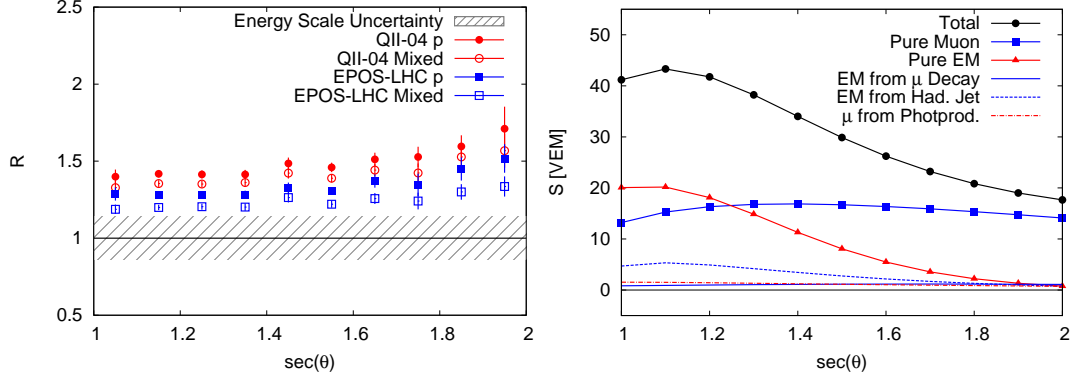 Energy Scale Uncertainty
QII-04 p
QII-04 Mixed
EPOS-LHC p
EPOS-LHC Mixed
2.5
2
1.5
1
0.5
R
1 1.2 1.4 1.6 1.8 2
sec(θ)
Total
Pure Muon
Pure EM
EM from μ Decay
EM from Had. Jet
μ from Photprod.
50
40
30
20
10
0
S [VEM]
1 1.2 1.4 1.6 1.8 2
sec(θ)